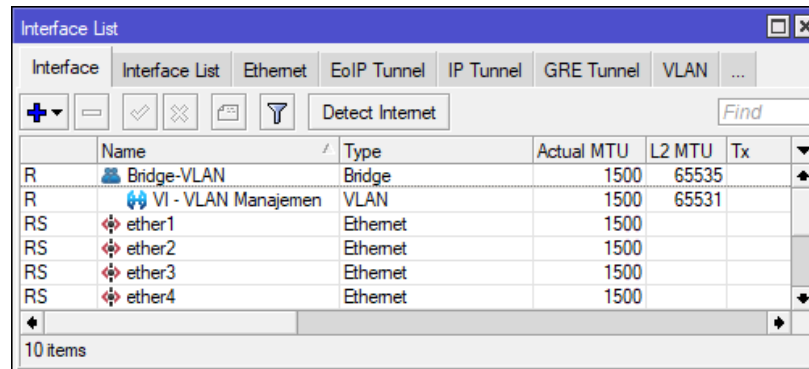 Interface List
Interface Interface List Ethernet EoIP Tunnel IP Tunnel GRE Tunnel VLAN ...
Detect Internet Find
Name Type Actual MTU L2 MTU Tx
R Bridge-VLAN Bridge 1500 65535
R VI - VLAN Manajemen VLAN 1500 65531
RS ether1 Ethernet 1500
RS ether2 Ethernet 1500
RS ether3 Ethernet 1500
RS ether4 Ethernet 1500
10 items